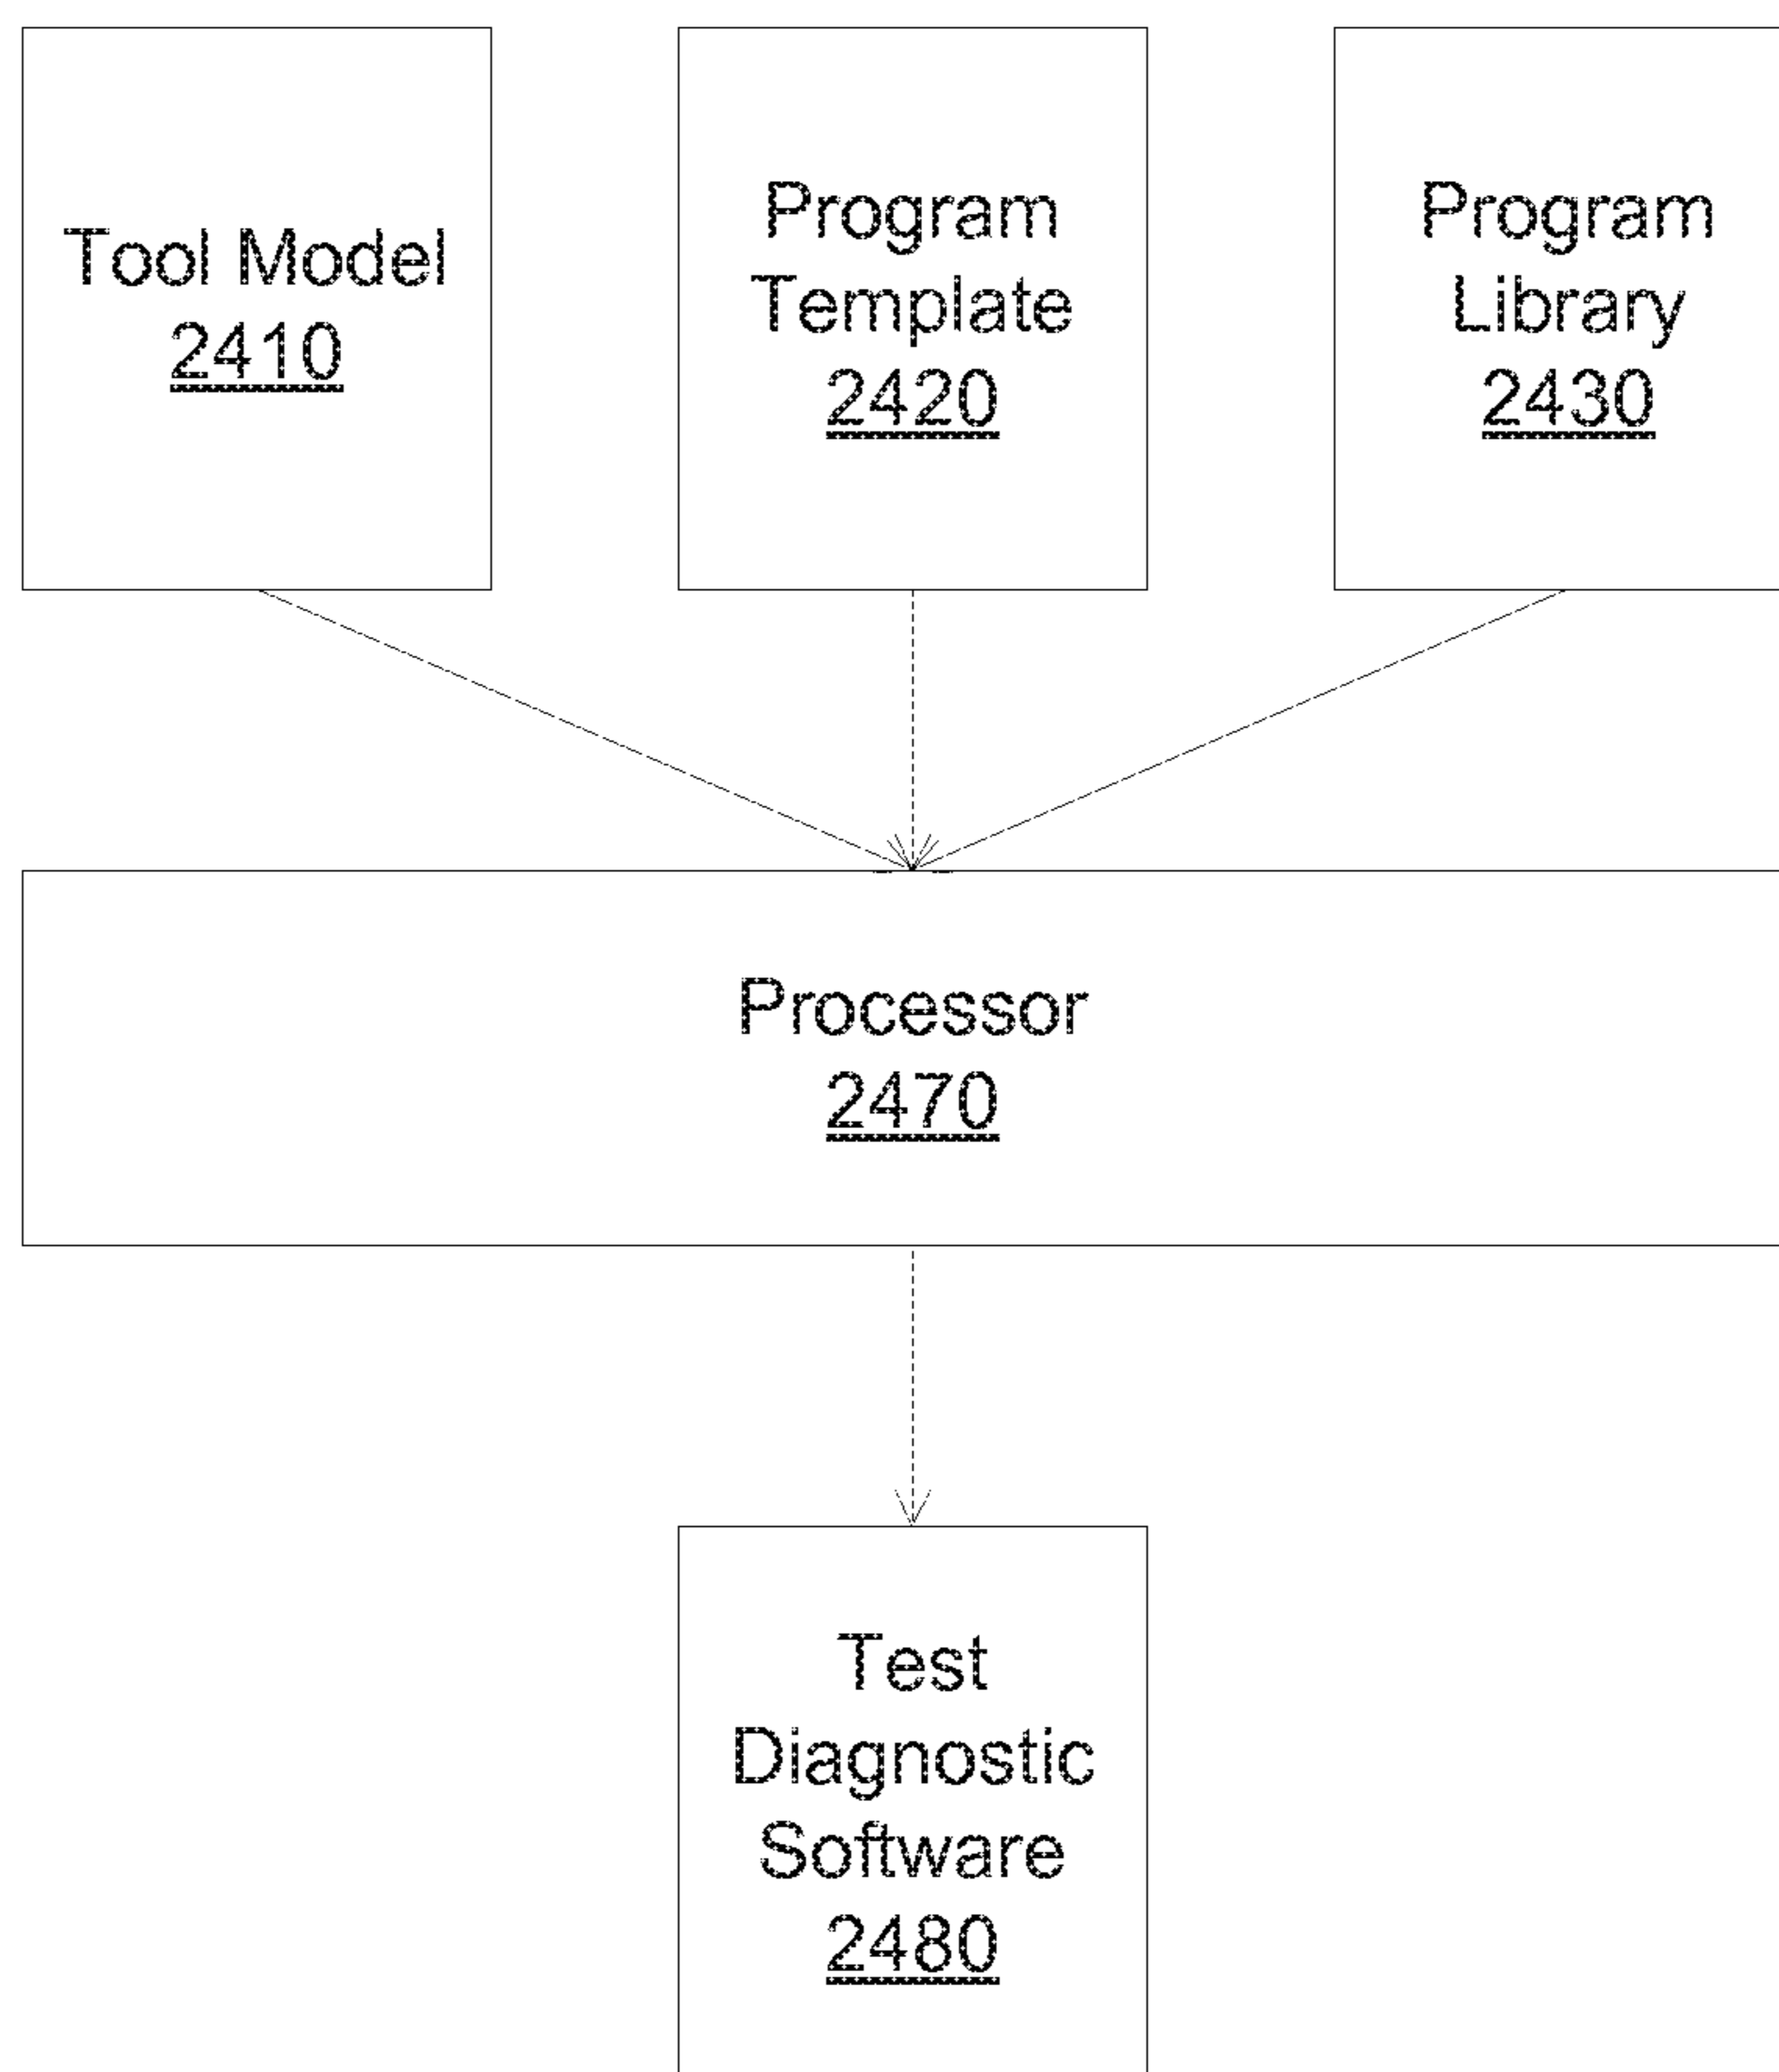 Tool Model
2410
Program
Template
2420
Program
Library
2430
Processor
2470
Test
Diagnostic
Software
2480